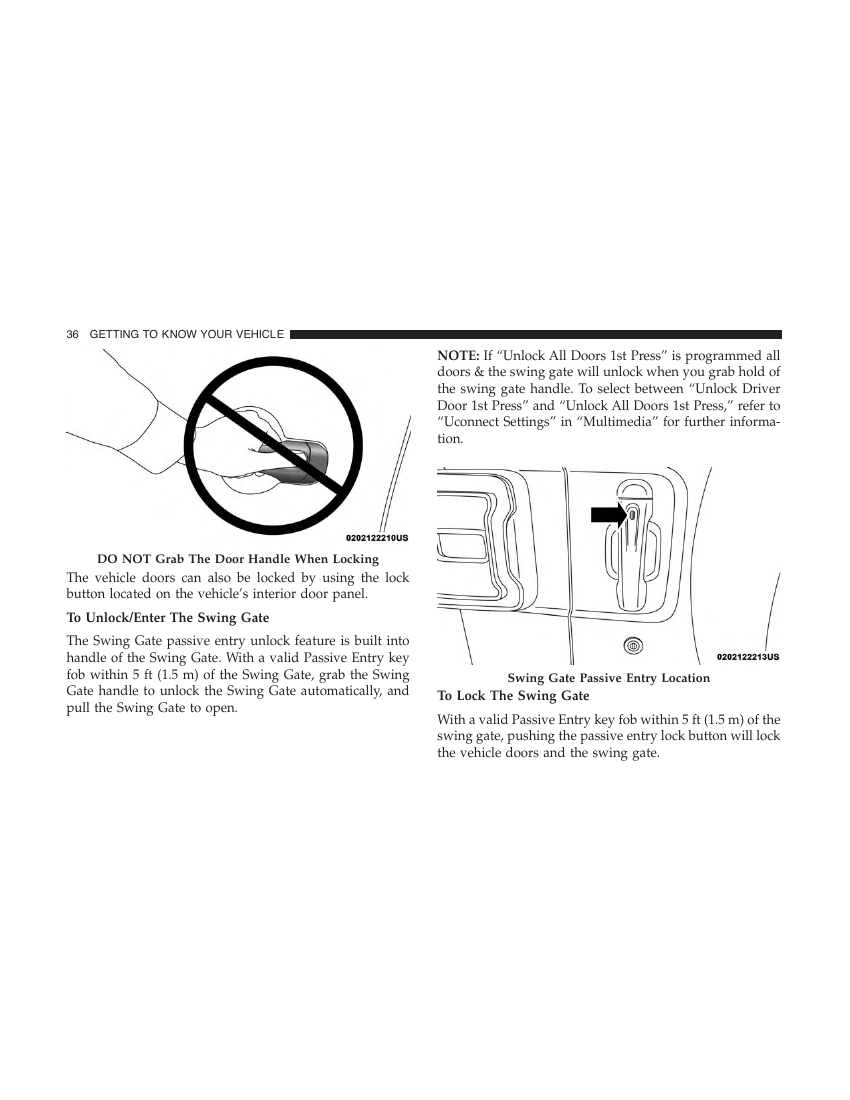 36 GETTING TO KNOW YOUR VEHICLE
0202122210US
DO NOT Grab The Door Handle When Locking
The vehicle doors can also be locked by using the lock
button located on the vehicle’s interior door panel.
To Unlock/Enter The Swing Gate
The Swing Gate passive entry unlock feature is built into
handle of the Swing Gate. With a valid Passive Entry key
fob within 5 ft (1.5 m) of the Swing Gate, grab the Swing
Gate handle to unlock the Swing Gate automatically, and
pull the Swing Gate to open.
NOTE: If “Unlock All Doors 1st Press” is programmed all
doors & the swing gate will unlock when you grab hold of
the swing gate handle. To select between “Unlock Driver
Door 1st Press” and “Unlock All Doors 1st Press,” refer to
“Uconnect Settings” in “Multimedia” for further informa-
tion.
0202122213US
Swing Gate Passive Entry Location
To Lock The Swing Gate
With a valid Passive Entry key fob within 5 ft (1.5 m) of the
swing gate, pushing the passive entry lock button will lock
the vehicle doors and the swing gate.